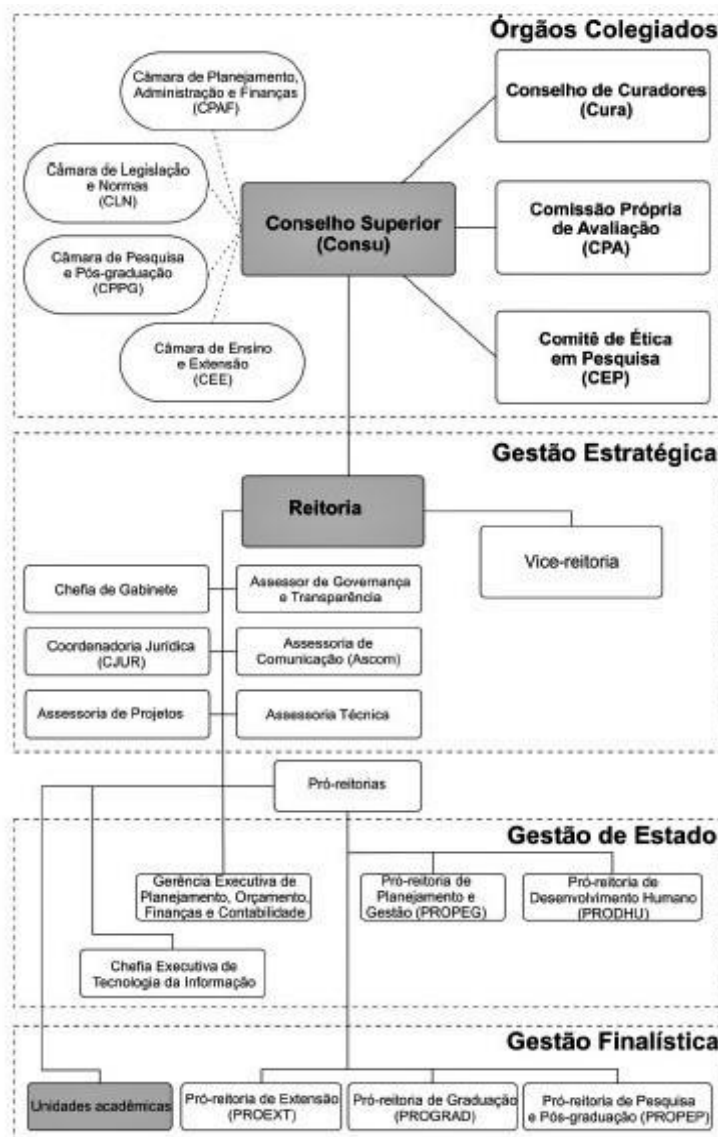 Órgãos Colegiados
Câmara de Planejamento,
Administração e Finanças
(CPAF)
Conselho de Curadores
(Cura)
Câmara de Legislação
e Normas
(CLN)
Conselho Superior
(Consu)
Comissão Própria
de Avaliação
(CPA)
Câmara de Pesquisa
e Pós-graduação
(CPPG)
Câmara de Ensino
e Extensão
(CEE)
Comitê de Ética
em Pesquisa
(CEP)
Gestão Estratégica
Reitoria
Vice-reitoria
Chefia de Gabinete
Assessor de Governança
e Transparência
Coordenadoria Jurídica
(CJUR)
Assessoria de
Comunicação (Ascom)
Assessoria de Projetos
Assessoria Técnica
Pró-reitorias
Gestão de Estado
Gerência Executiva de
Planejamento, Orçamento,
Finanças e Contabilidade
Pró-reitoria de
Planejamento e
Gestão (PROPEG)
Pró-reitoria de
Desenvolvimento Humano
(PRODHU)
Chefia Executiva de
Tecnologia da Informação
Gestão Finalística
Unidades acadêmicas
Pró-reitoria de Extensão
(PROEXT)
Pró-reitoria de Graduação
(PROGRAD)
Pró-reitoria de Pesquisa
e Pós-graduação (PROPEP)